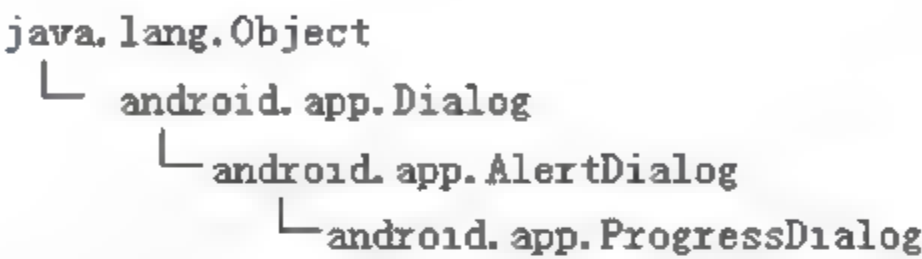 java.lang.Object
android.app.Dialog
android.app.AlertDialog
android.app.ProgressDialog